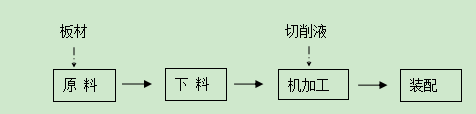 板材 切削液
原 料 下 料 机加工 装配